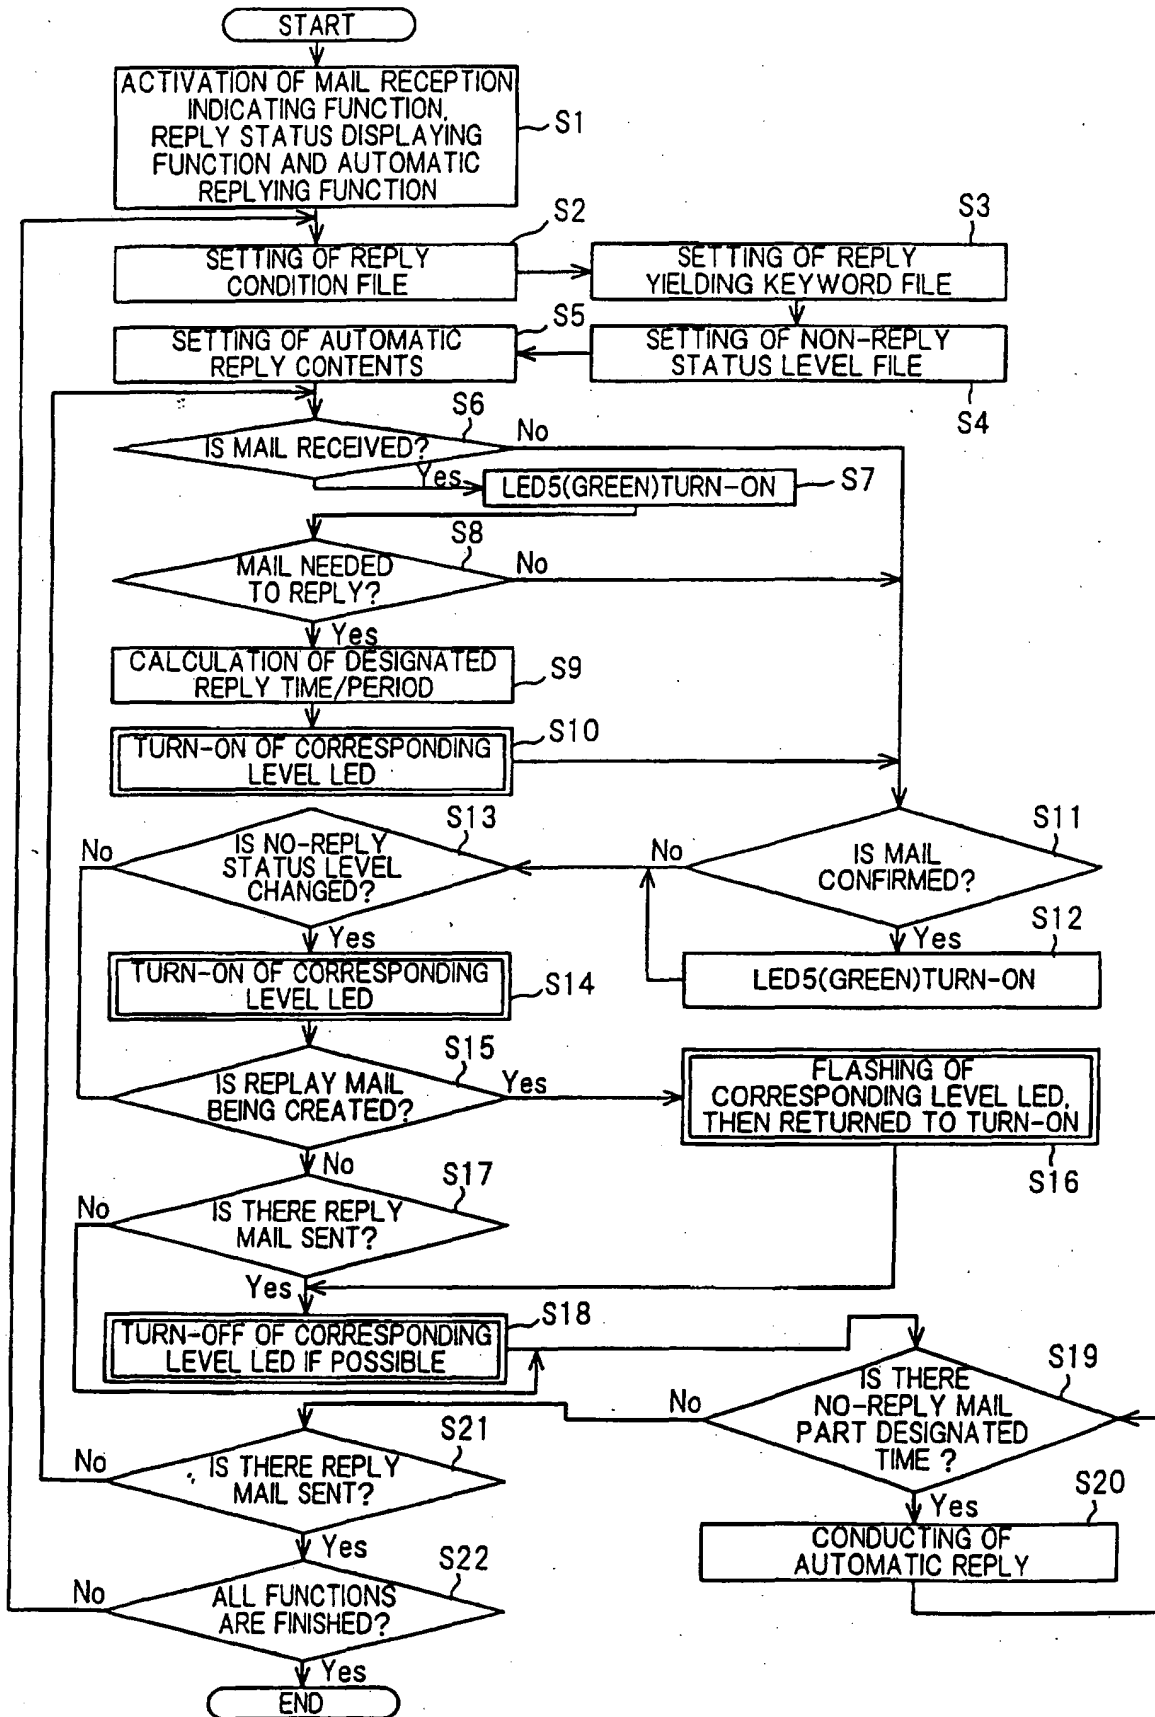 START
ACTIVATION OF MAIL RECEPTION
INDICATING FUNCTION,
REPLY STATUS DISPLAYING
FUNCTION AND AUTOMATIC
REPLYING FUNCTION
S1
S2
SETTING OF REPLY
CONDITION FILE
S3
SETTING OF REPLY
YIELDING KEYWORD FILE
S5
SETTING OF AUTOMATIC
REPLY CONTENTS
SETTING OF NON-REPLY
STATUS LEVEL FILE
S4
S6
IS MAIL RECEIVED?
No
Yes
LED5(GREEN)TURN-ON
S7
S8
MAIL NEEDED
TO REPLY?
No
Yes
CALCULATION OF DESIGNATED
REPLY TIME/PERIOD
S9
S10
TURN-ON OF CORRESPONDING
LEVEL LED
S13
No
IS NO-REPLY
STATUS LEVEL
CHANGED?
Yes
S11
No
IS MAIL
CONFIRMED?
Yes
S12
LED5(GREEN)TURN-ON
TURN-ON OF CORRESPONDING
LEVEL LED
S14
S15
IS REPLAY MAIL
BEING CREATED?
Yes
No
FLASHING OF
CORRESPONDING LEVEL LED,
THEN RETURNED TO TURN-ON
S16
S17
No
IS THERE REPLY
MAIL SENT?
Yes
S18
TURN-OFF OF CORRESPONDING
LEVEL LED IF POSSIBLE
S19
No
IS THERE
NO-REPLY MAIL
PART DESIGNATED
TIME ?
Yes
S20
CONDUCTING OF
AUTOMATIC REPLY
S21
No
IS THERE REPLY
MAIL SENT?
Yes
S22
No
ALL FUNCTIONS
ARE FINISHED?
Yes
END